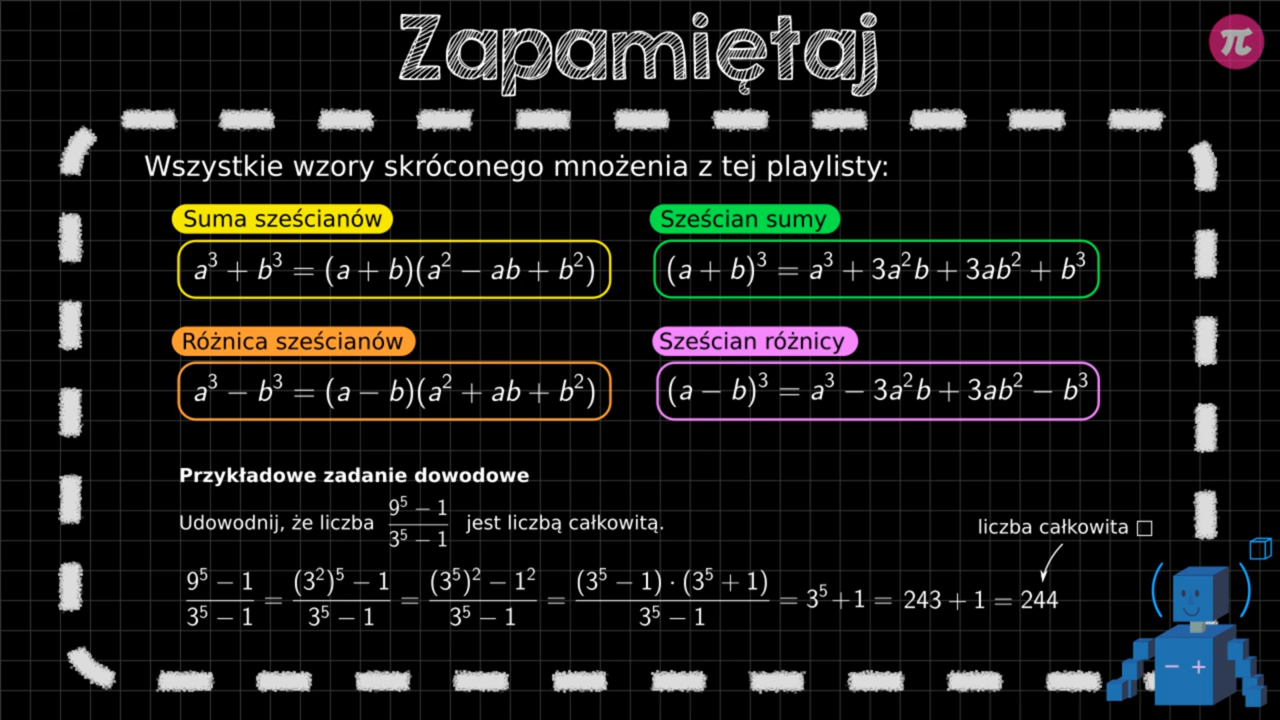 Zapamiętaj
π
Wszystkie wzory skróconego mnożenia z tej playlisty:
Suma sześcianów
a³ + b³ = (a + b)(a² − ab + b²)
Sześcian sumy
(a + b)³ = a³ + 3a²b + 3ab² + b³
Różnica sześcianów
a³ − b³ = (a − b)(a² + ab + b²)
Sześcian różnicy
(a − b)³ = a³ − 3a²b + 3ab² − b³
Przykładowe zadanie dowodowe
Udowodnij, że liczba (9⁵ − 1)/(3⁵ − 1) jest liczbą całkowitą.
liczba całkowita □
(9⁵ − 1)/(3⁵ − 1) = ((3²)⁵ − 1)/(3⁵ − 1) = ((3⁵)² − 1²)/(3⁵ − 1) = ((3⁵ − 1) · (3⁵ + 1))/(3⁵ − 1) = 3⁵ + 1 = 243 + 1 = 244
( )
− +